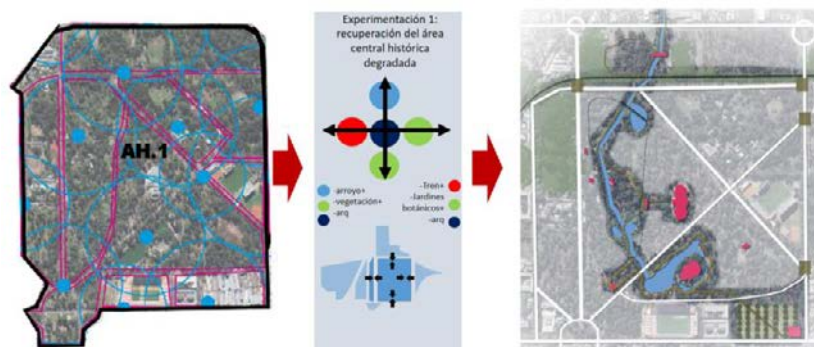 AH.1
Experimentación 1:
recuperación del área
central histórica
degradada
-arroyo+
-vegetación+
-arq
-Tren+
-Jardines
botánicos+
-arq